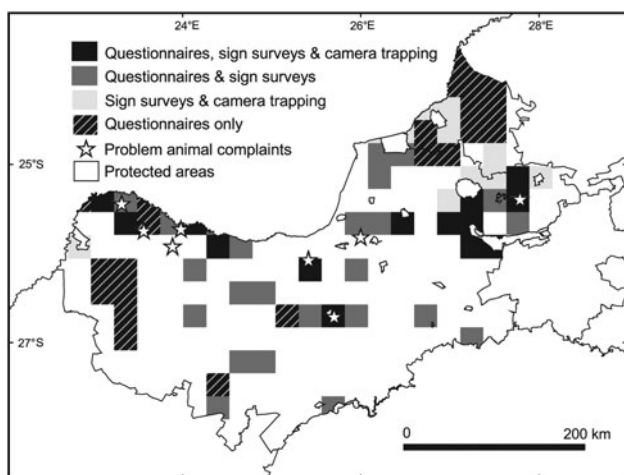 24°E 26°E 28°E
Questionnaires, sign surveys & camera trapping
Questionnaires & sign surveys
Sign surveys & camera trapping
Questionnaires only
Problem animal complaints
Protected areas
25°S
27°S
0 200 km